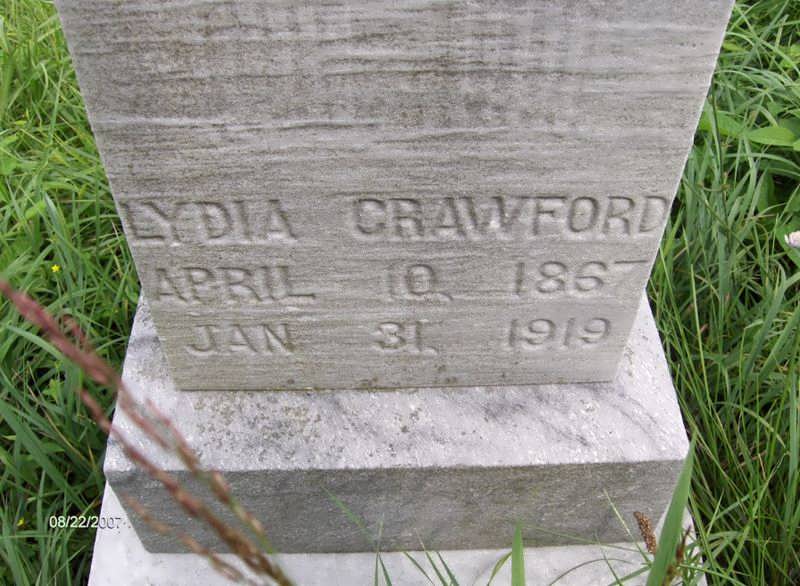 LYDIA CRAWFORD
APRIL 10, 1867
JAN 31, 1919
08/22/2007